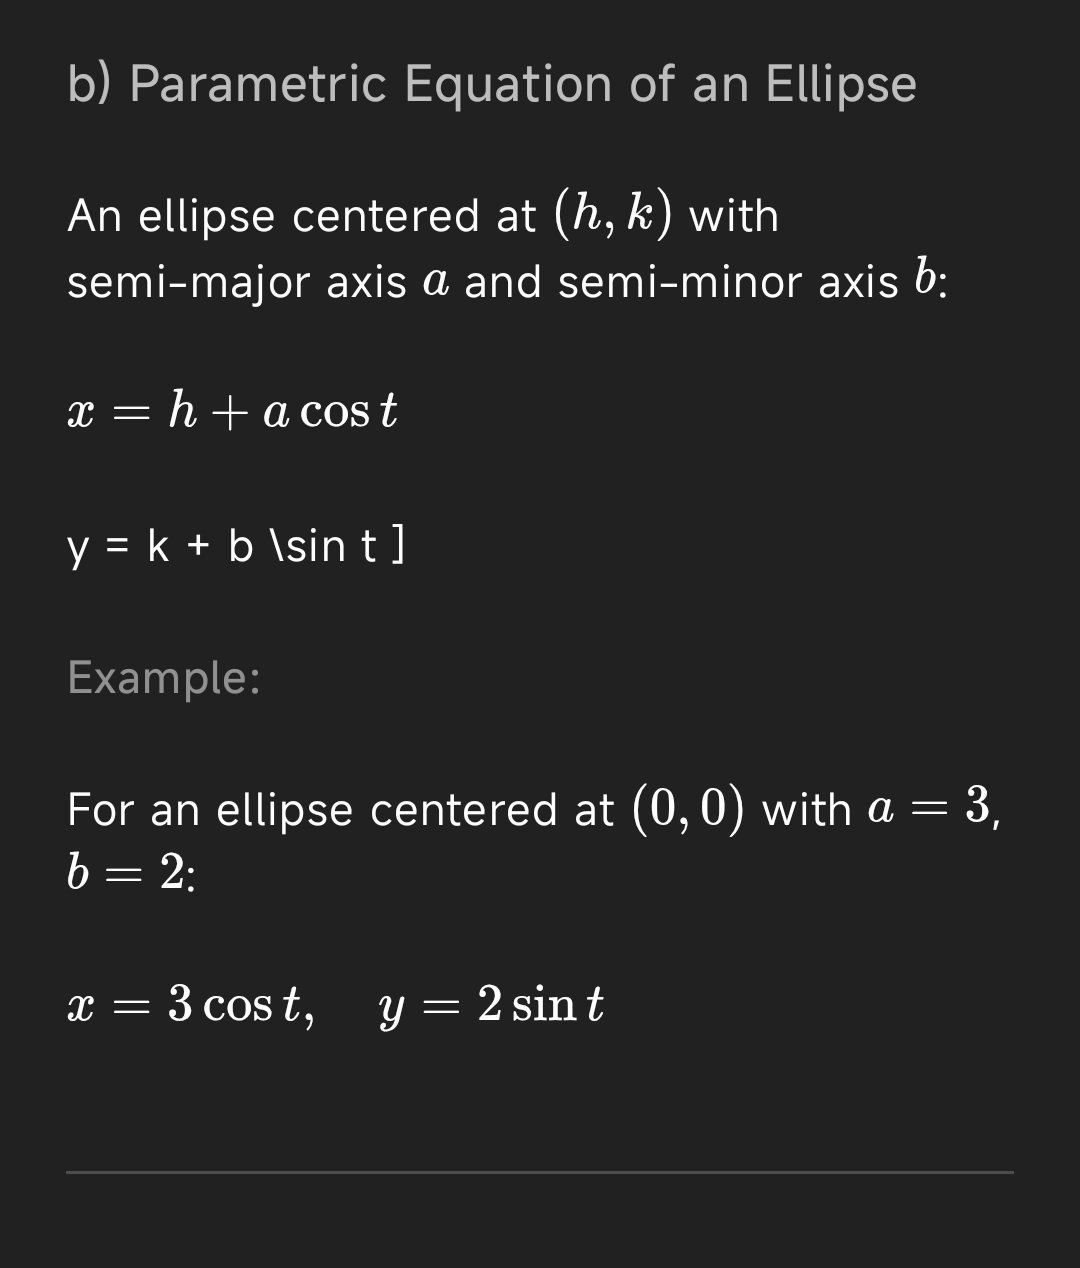 b) Parametric Equation of an Ellipse
An ellipse centered at (h, k) with
semi-major axis a and semi-minor axis b:
x = h + a cos t
y = k + b \sin t ]
Example:
For an ellipse centered at (0, 0) with a = 3,
b = 2:
x = 3 cos t, y = 2 sin t